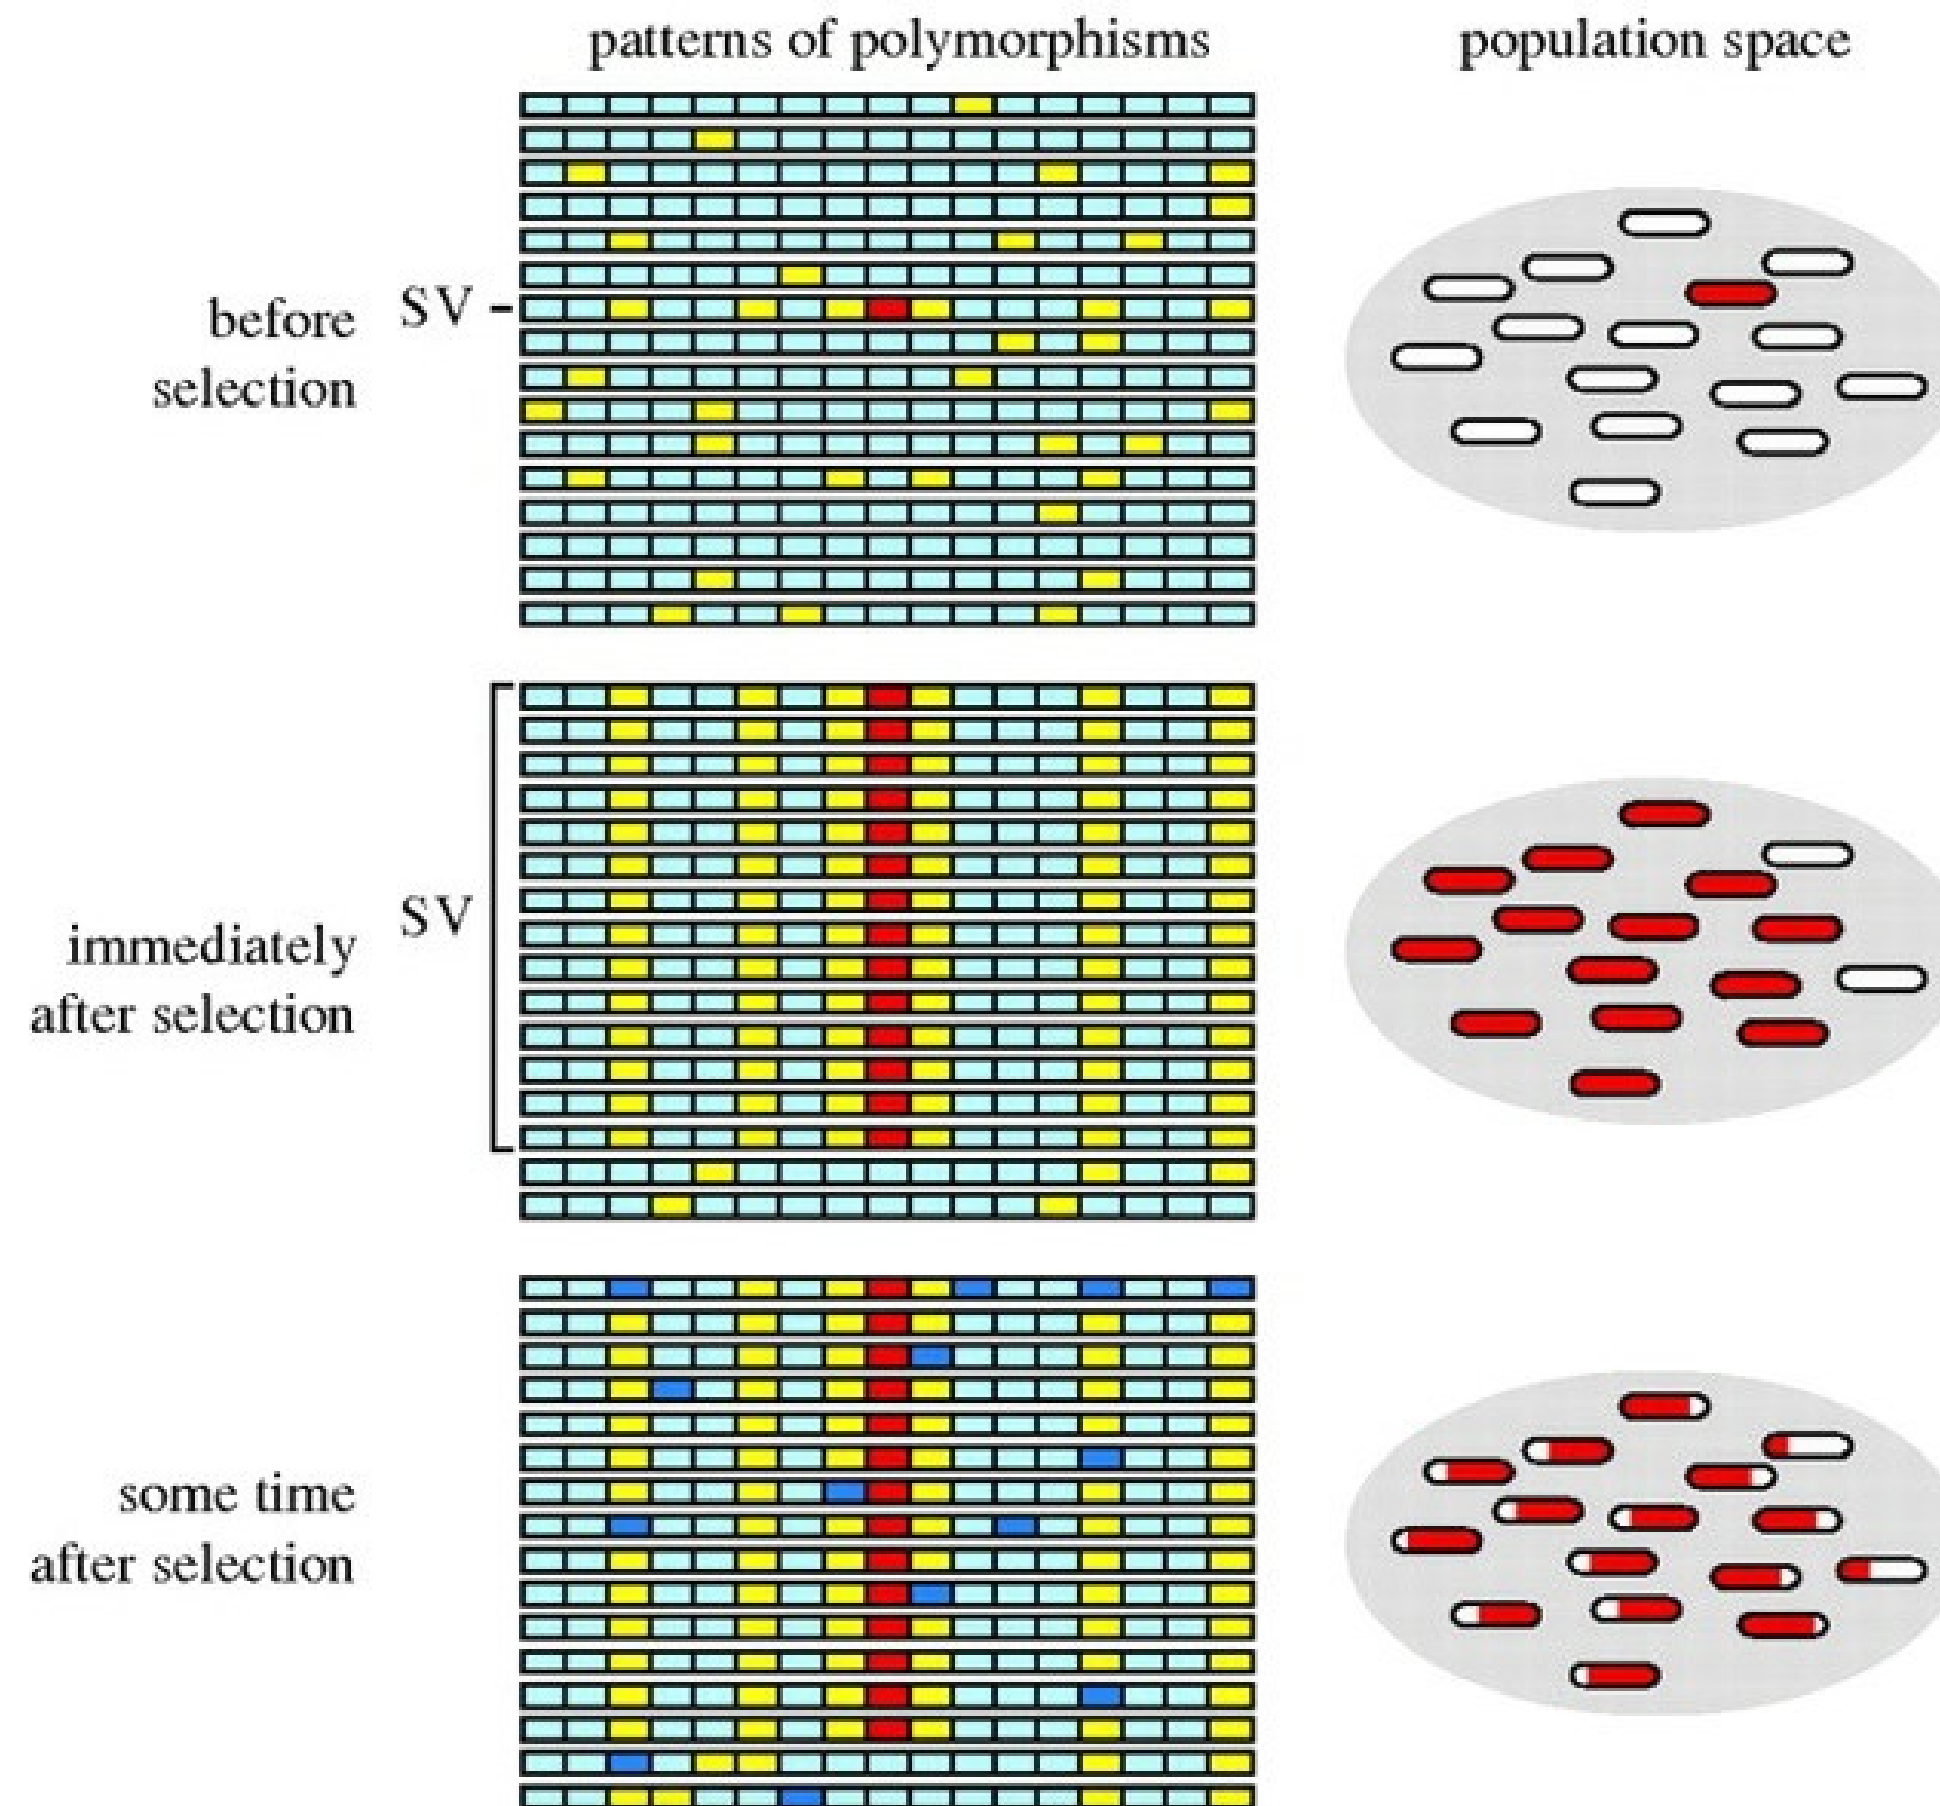 patterns of polymorphisms
population space
SV
before
selection
SV
immediately
after selection
some time
after selection